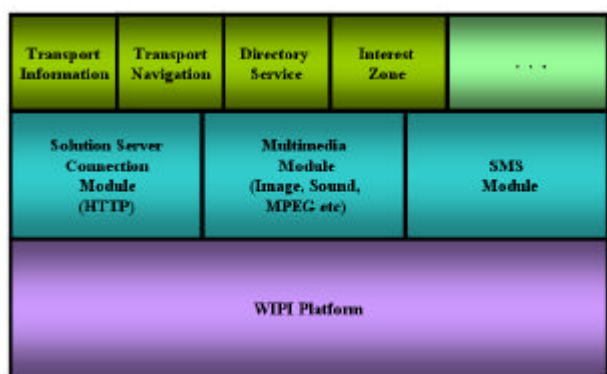 Transport
Information
Transport
Navigation
Directory
Service
Interest
Zone
. . .
Solution Server
Connection
Module
(HTTP)
Multimedia
Module
(Image, Sound,
MPEG etc)
SMS
Module
WIPI Platform